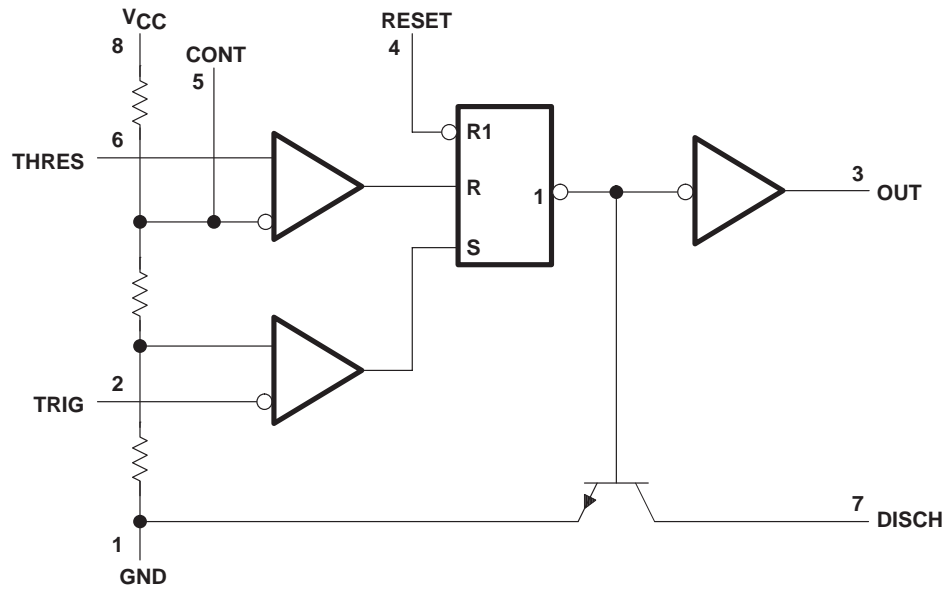 VCC
8
CONT
5
RESET
4
6
THRES
R1
R
1
S
3
OUT
2
TRIG
7
DISCH
1
GND